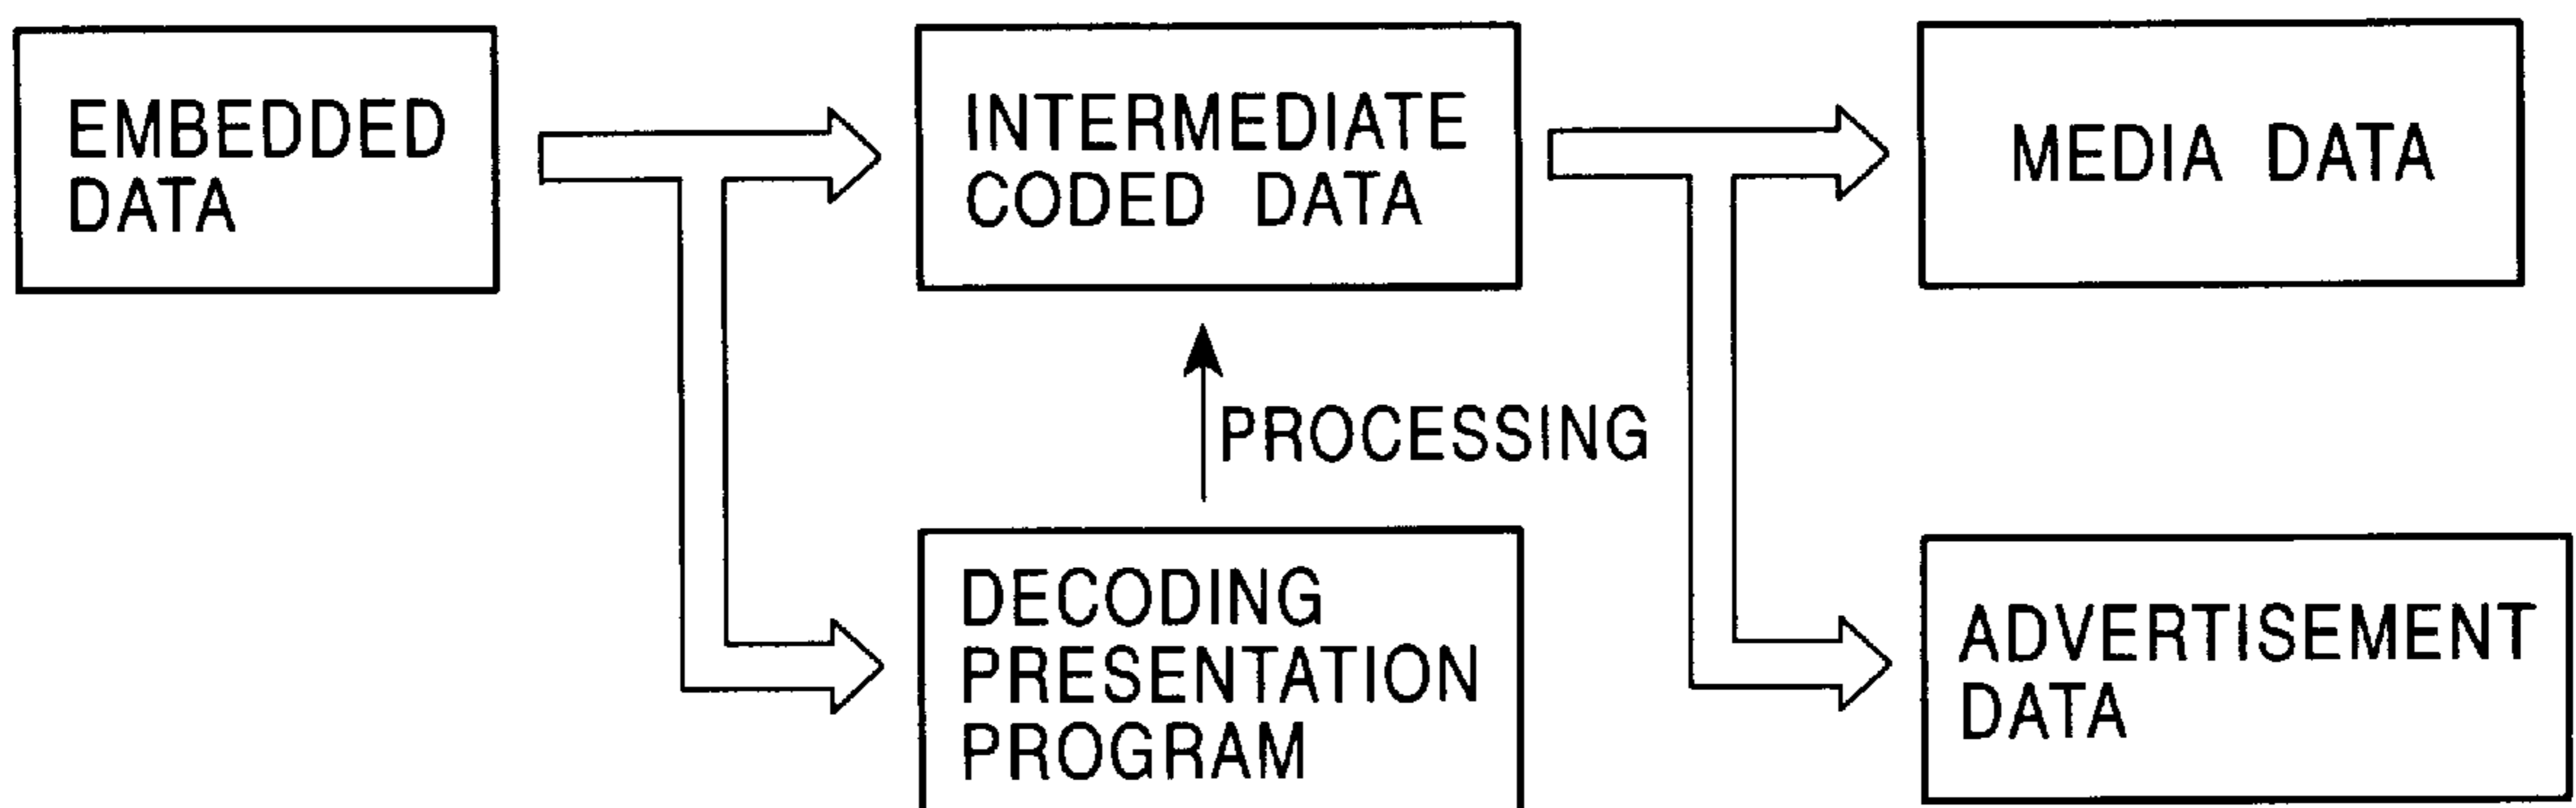 EMBEDDED
DATA
INTERMEDIATE
CODED DATA
MEDIA DATA
PROCESSING
DECODING
PRESENTATION
PROGRAM
ADVERTISEMENT
DATA